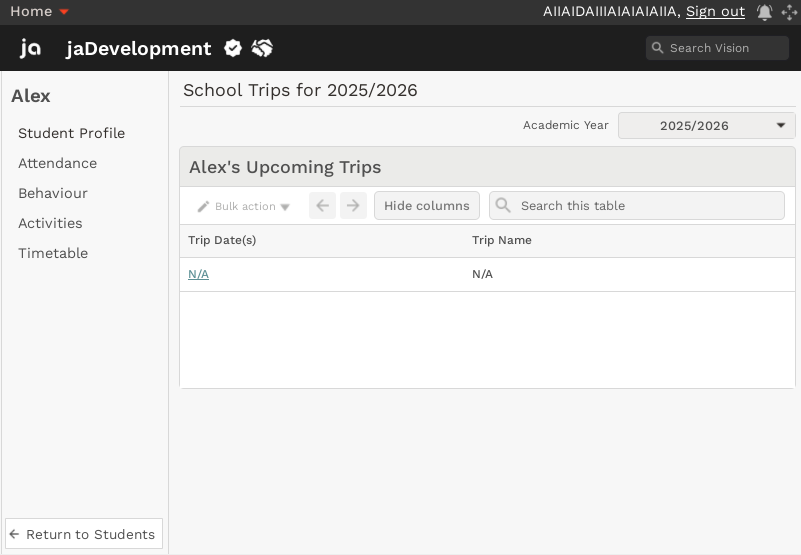 Home
AIIAIDAIIIAIAIAIAIIA, Sign out
ja jaDevelopment
Search Vision
Alex
Student Profile
Attendance
Behaviour
Activities
Timetable
Return to Students
School Trips for 2025/2026
Academic Year 2025/2026
Alex's Upcoming Trips
Bulk action Hide columns Search this table
Trip Date(s) Trip Name
N/A N/A